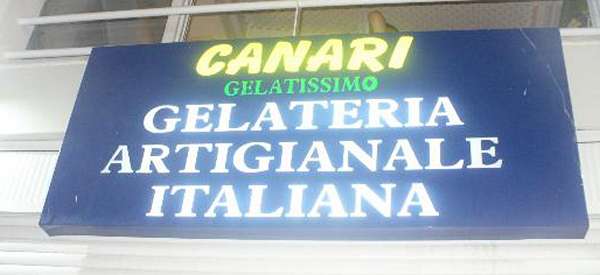 CANARI
GELATISSIMO
GELATERIA
ARTIGIANALE
ITALIANA